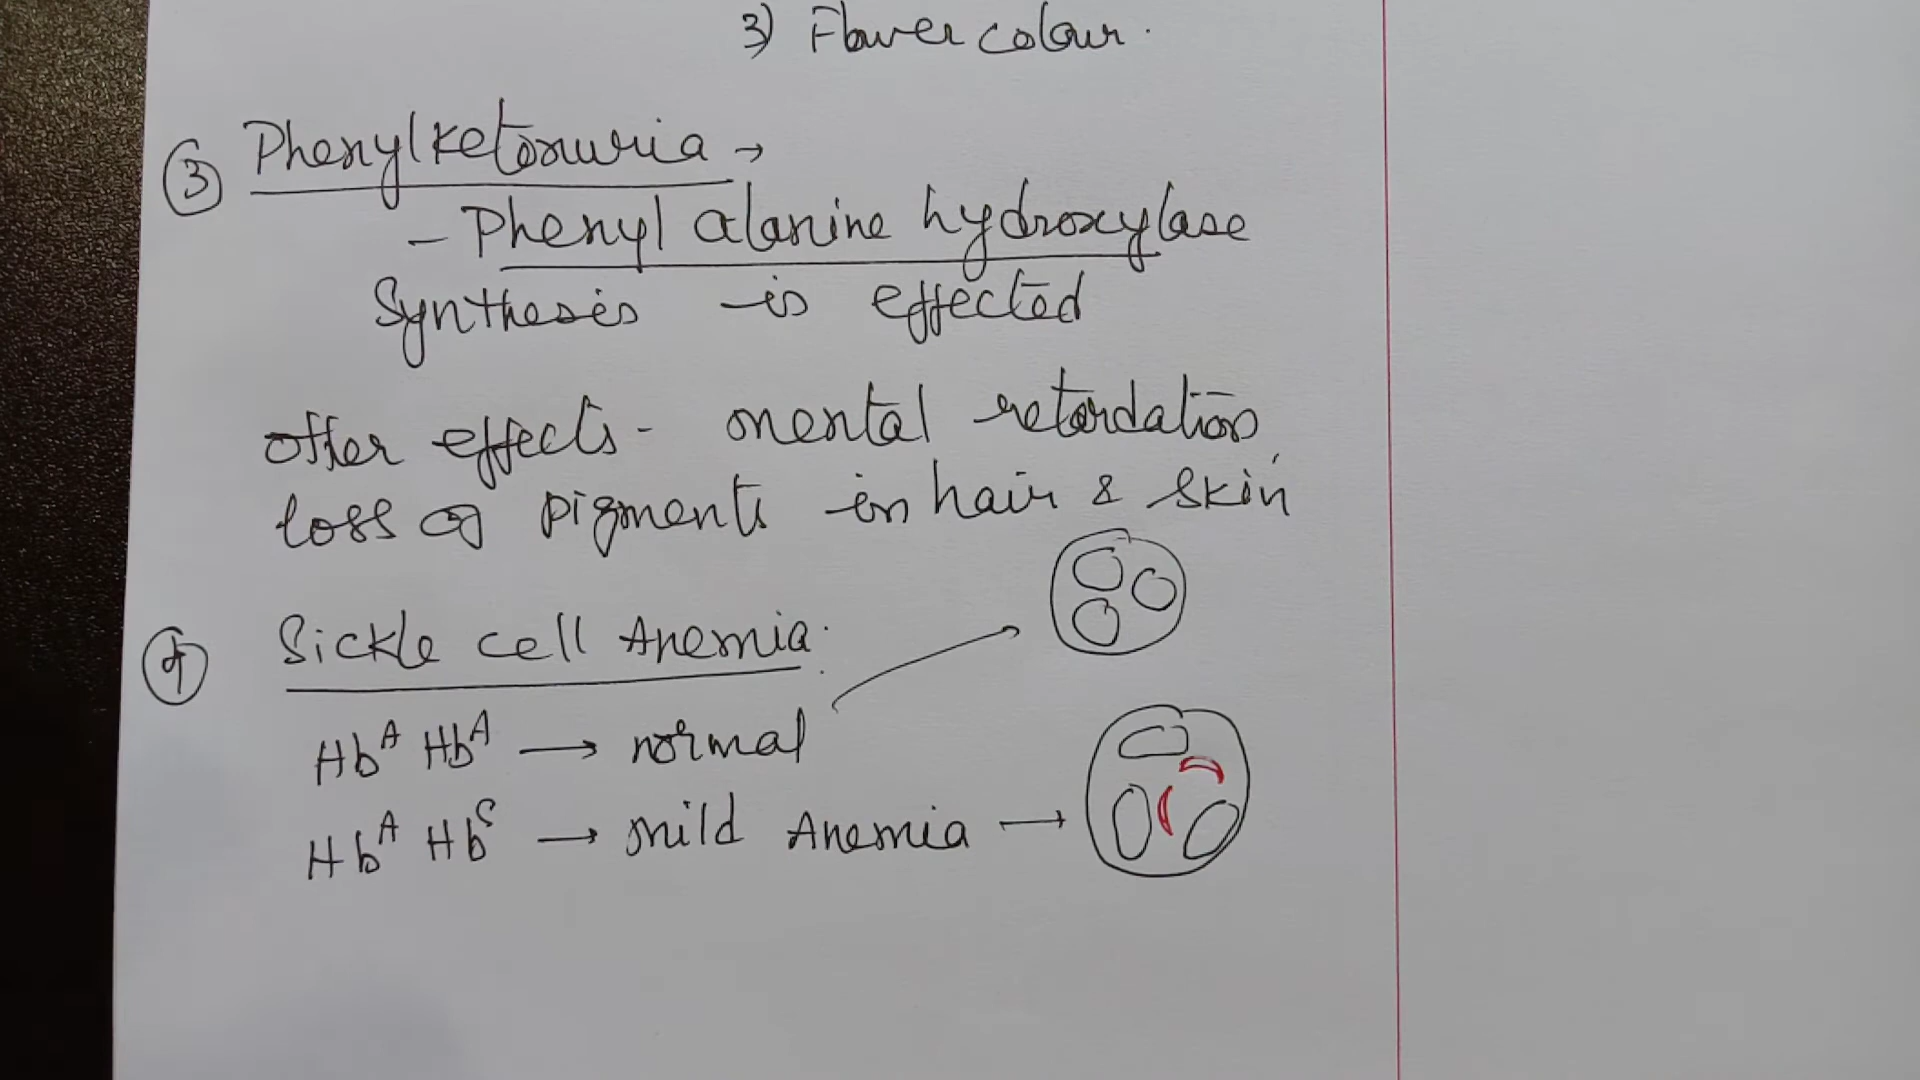 3) Flower colour.
③ Phenylketonuria →
- Phenyl alanine hydroxylase
Synthesis is effected
other effects - mental retardation,
loss of pigments in hair & skin
④ Sickle cell Anemia:
Hb^A Hb^A → normal
Hb^A Hb^S → mild Anemia →